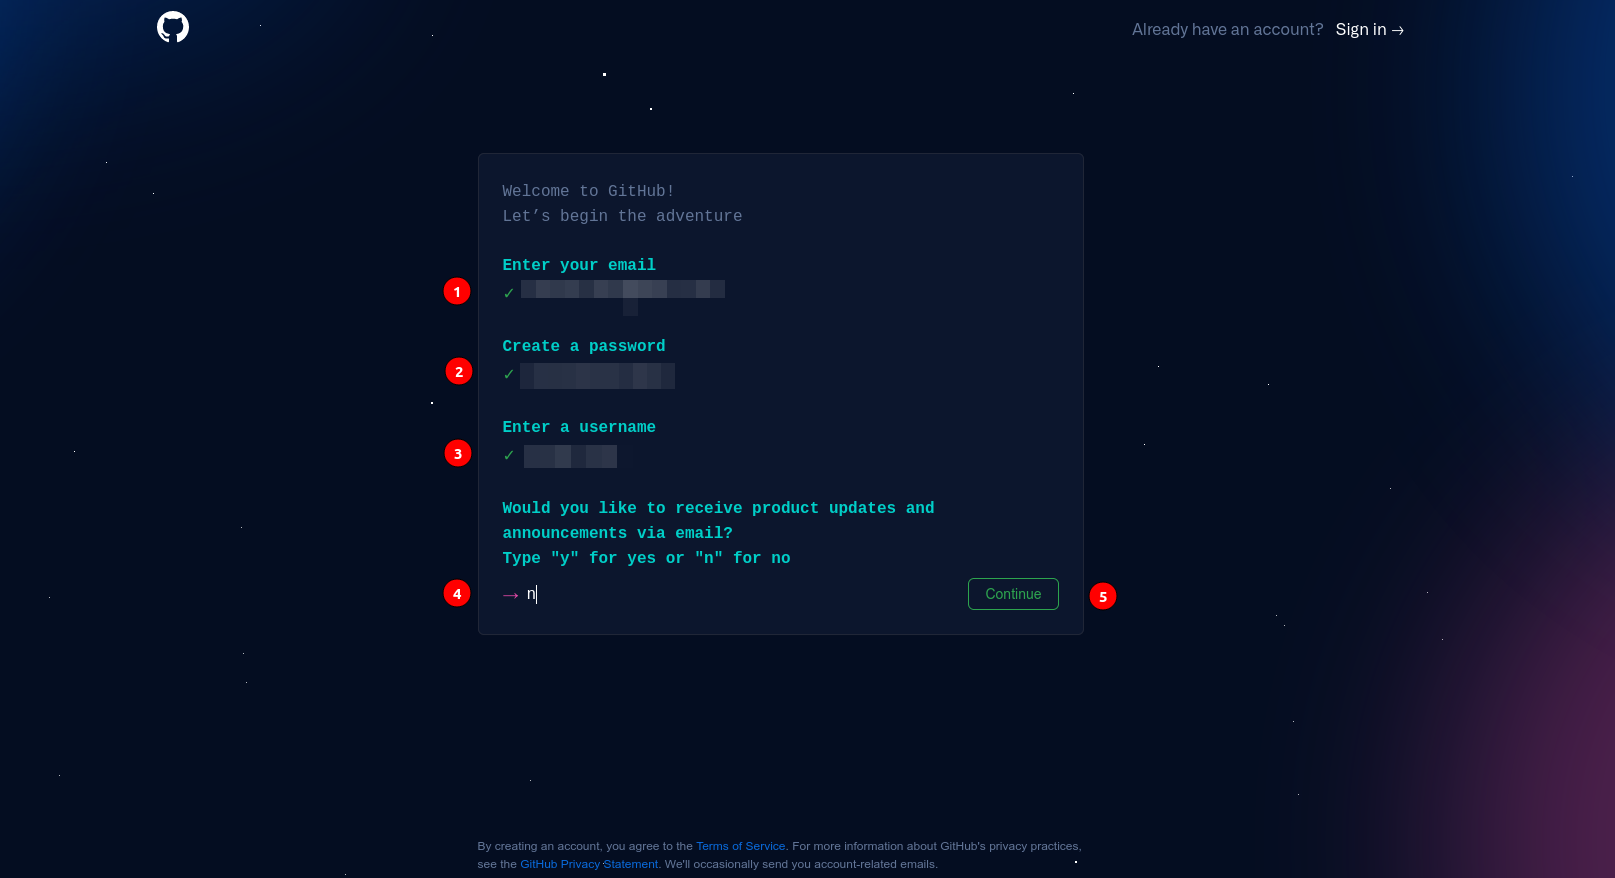 Already have an account? Sign in →
Welcome to GitHub!
Let’s begin the adventure
Enter your email
1 ✓
Create a password
2 ✓
Enter a username
3 ✓
Would you like to receive product updates and
announcements via email?
Type "y" for yes or "n" for no
4 → n Continue 5
By creating an account, you agree to the Terms of Service. For more information about GitHub's privacy practices,
see the GitHub Privacy Statement. We'll occasionally send you account-related emails.